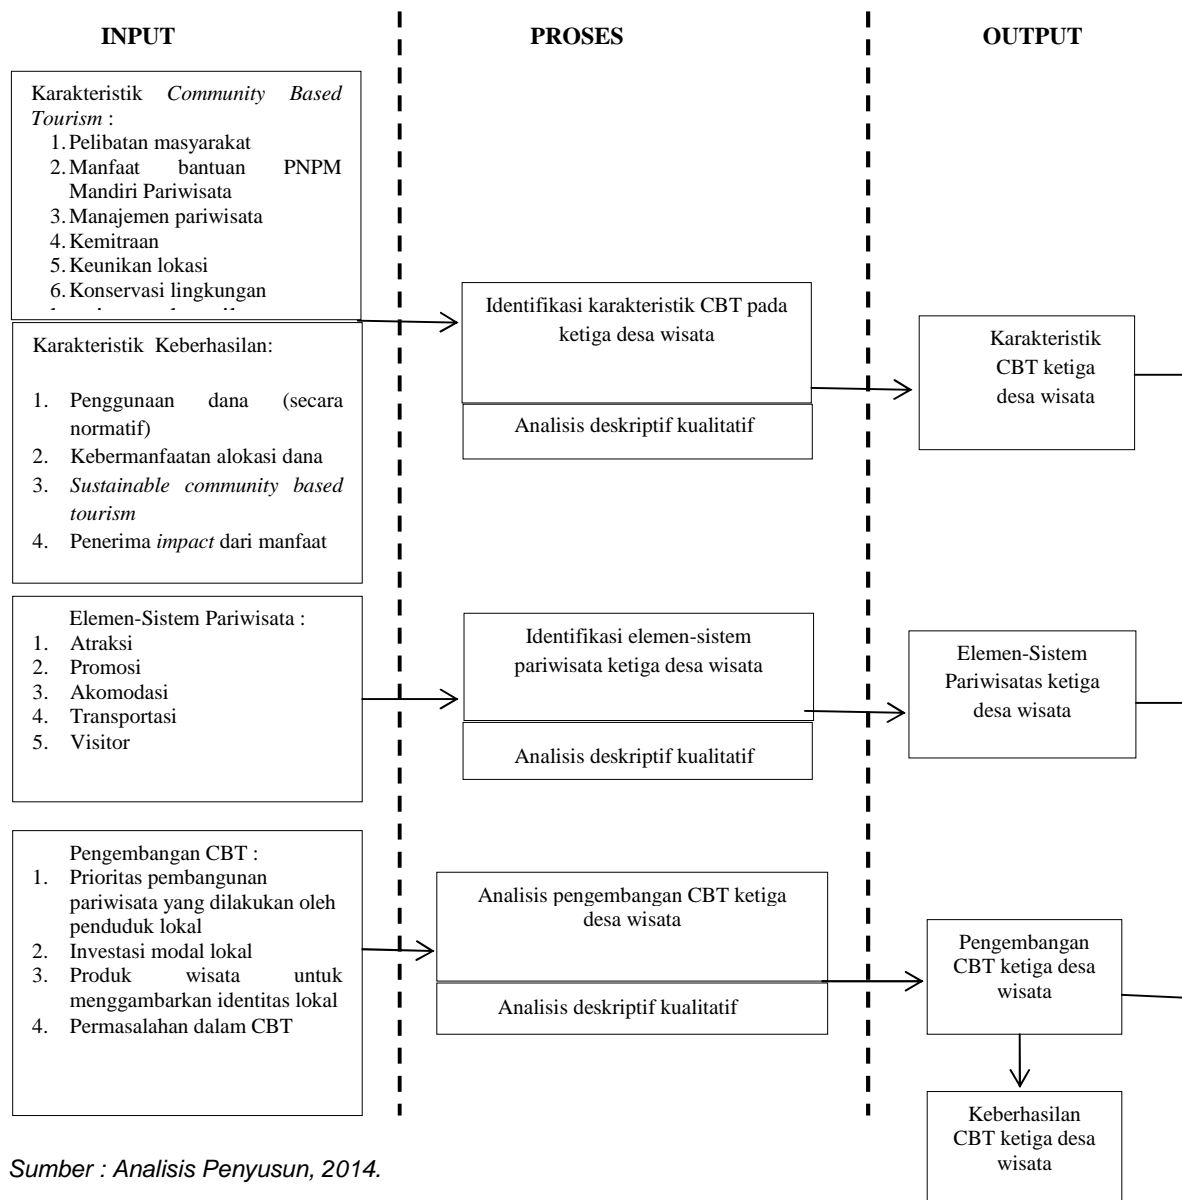 INPUT
PROSES
OUTPUT
Karakteristik Community Based
Tourism :
1. Pelibatan masyarakat
2. Manfaat bantuan PNPM
Mandiri Pariwisata
3. Manajemen pariwisata
4. Kemitraan
5. Keunikan lokasi
6. Konservasi lingkungan
Karakteristik Keberhasilan:
1. Penggunaan dana (secara
normatif)
2. Kebermanfaatan alokasi dana
3. Sustainable community based
tourism
4. Penerima impact dari manfaat
Identifikasi karakteristik CBT pada
ketiga desa wisata
Analisis deskriptif kualitatif
Karakteristik
CBT ketiga
desa wisata
Elemen-Sistem Pariwisata :
1. Atraksi
2. Promosi
3. Akomodasi
4. Transportasi
5. Visitor
Identifikasi elemen-sistem
pariwisata ketiga desa wisata
Analisis deskriptif kualitatif
Elemen-Sistem
Pariwisatas ketiga
desa wisata
Pengembangan CBT :
1. Prioritas pembangunan
pariwisata yang dilakukan oleh
penduduk lokal
2. Investasi modal lokal
3. Produk wisata untuk
menggambarkan identitas lokal
4. Permasalahan dalam CBT
Analisis pengembangan CBT ketiga
desa wisata
Analisis deskriptif kualitatif
Pengembangan
CBT ketiga desa
wisata
Keberhasilan
CBT ketiga desa
wisata
Sumber : Analisis Penyusun, 2014.